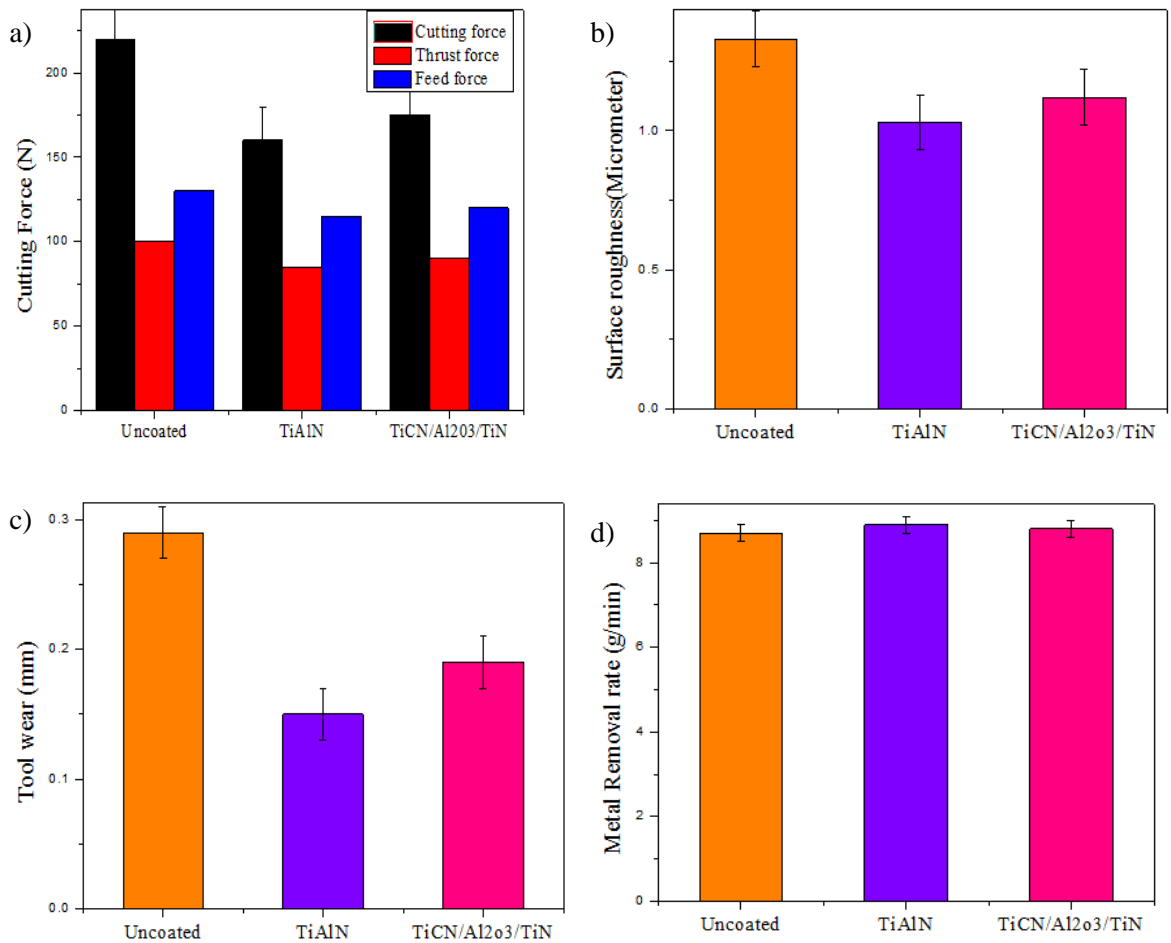 a)
Cutting force
Thrust force
Feed force
Cutting Force (N)
200
150
100
50
0
Uncoated TiAlN TiCN/Al203/TiN
b)
Surface roughness(Micrometer)
1.0
0.5
0.0
Uncoated TiAlN TiCN/Al2o3/TiN
c)
Tool wear (mm)
0.3
0.2
0.1
0.0
Uncoated TiAlN TiCN/Al2o3/TiN
d)
Metal Removal rate (g/min)
8
6
4
2
0
Uncoated TiAlN TiCN/Al2o3/TiN